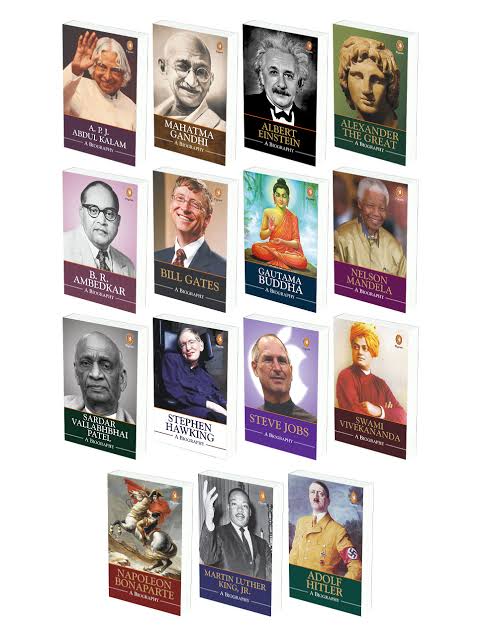 A. P. J.
ABDUL KALAM
A BIOGRAPHY
MAHATMA
GANDHI
A BIOGRAPHY
ALBERT
EINSTEIN
A BIOGRAPHY
ALEXANDER
THE GREAT
A BIOGRAPHY
B. R.
AMBEDKAR
A BIOGRAPHY
BILL GATES
A BIOGRAPHY
GAUTAMA
BUDDHA
A BIOGRAPHY
NELSON
MANDELA
A BIOGRAPHY
SARDAR
VALLABHBHAI
PATEL
A BIOGRAPHY
STEPHEN
HAWKING
A BIOGRAPHY
STEVE JOBS
A BIOGRAPHY
SWAMI
VIVEKANANDA
A BIOGRAPHY
NAPOLEON
BONAPARTE
A BIOGRAPHY
MARTIN LUTHER
KING, JR.
A BIOGRAPHY
ADOLF
HITLER
A BIOGRAPHY